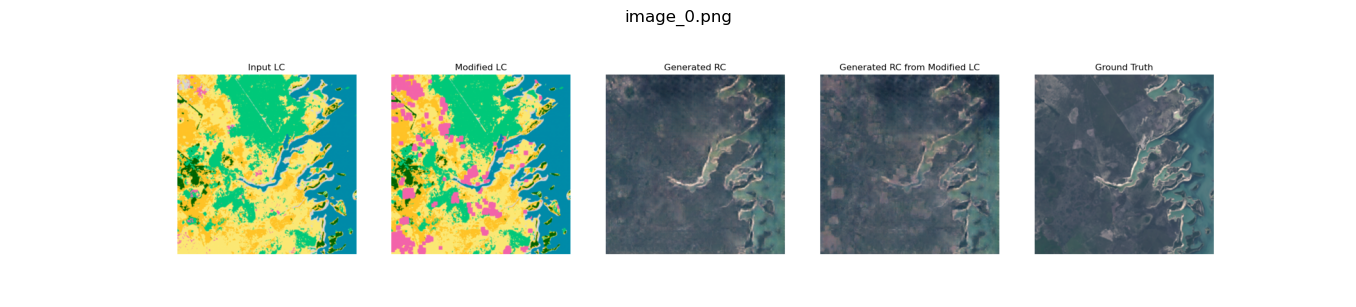 image_0.png
Input LC
Modified LC
Generated RC
Generated RC from Modified LC
Ground Truth